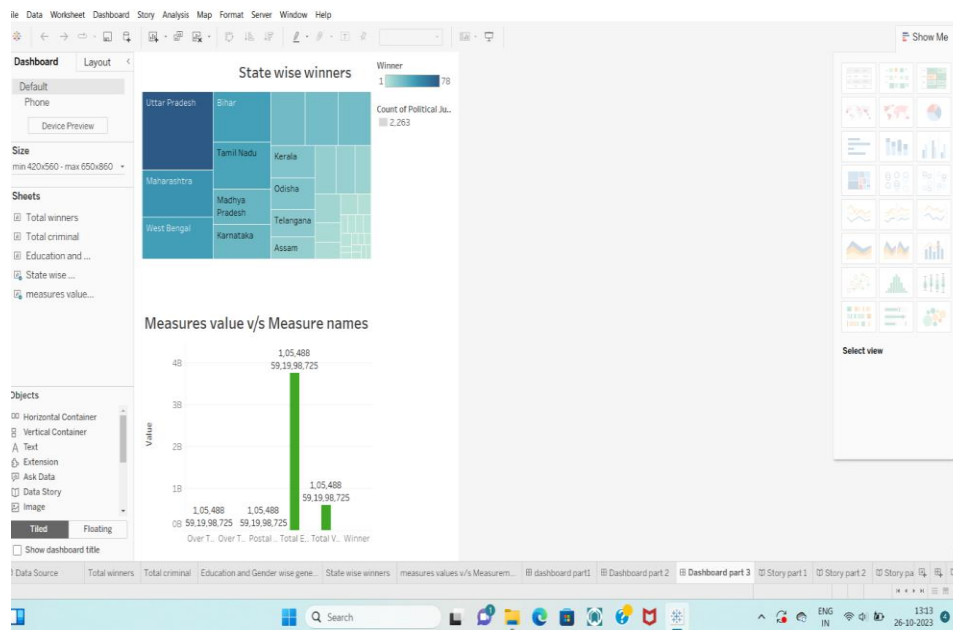 ile Data Worksheet Dashboard Story Analysis Map Format Server Window Help
Show Me
Dashboard Layout
Default
Phone
Device Preview
Size
min 420x560 - max 650x860
Sheets
Total winners
Total criminal
Education and ...
State wise ...
measures value...
Objects
Horizontal Container
Vertical Container
Text
Extension
Ask Data
Data Story
Image
Tiled Floating
Show dashboard title
State wise winners
Uttar Pradesh
Bihar
Tamil Nadu
Kerala
Maharashtra
Odisha
Madhya
Pradesh
West Bengal
Telangana
Karnataka
Assam
Winner
1 78
Count of Political Ju..
2,263
Measures value v/s Measure names
1,05,488
59,19,98,725
4B
3B
Value
2B
1B
1,05,488
59,19,98,725
1,05,488 1,05,488
0B 59,19,98,725 59,19,98,725
Over T.. Over T.. Postal .. Total E.. Total V.. Winner
Select view
Data Source Total winners Total criminal Education and Gender wise gene... State wise winners measures values v/s Measurem... dashboard part1 Dashboard part 2 Dashboard part 3 Story part 1 Story part 2 Story pa
Search
ENG
IN
13:13
26-10-2023
4